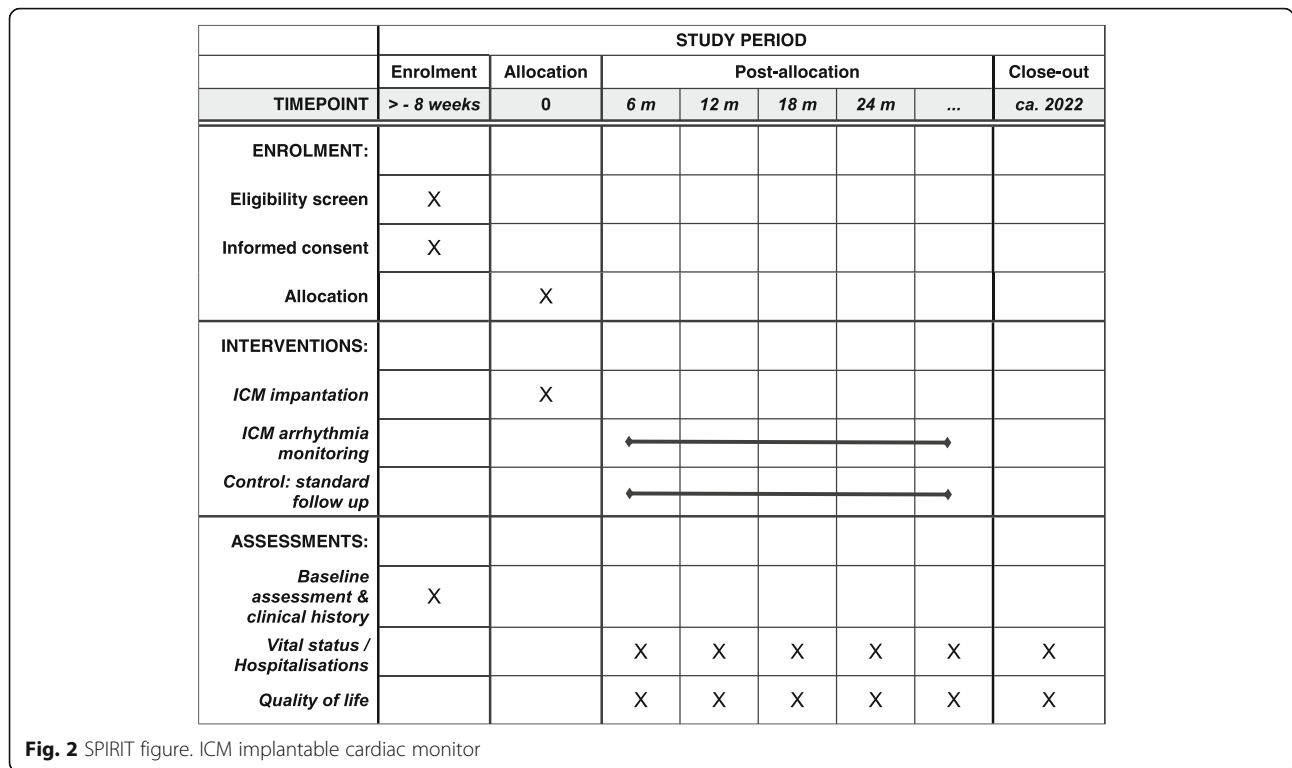 STUDY PERIOD
Enrolment Allocation Post-allocation Close-out
TIMEPOINT > - 8 weeks 0 6 m 12 m 18 m 24 m ... ca. 2022
ENROLMENT:
Eligibility screen X
Informed consent X
Allocation X
INTERVENTIONS:
ICM impantation X
ICM arrhythmia
monitoring
Control: standard
follow up
ASSESSMENTS:
Baseline
assessment & X
clinical history
Vital status /
Hospitalisations X X X X X X
Quality of life X X X X X X
Fig. 2 SPIRIT figure. ICM implantable cardiac monitor